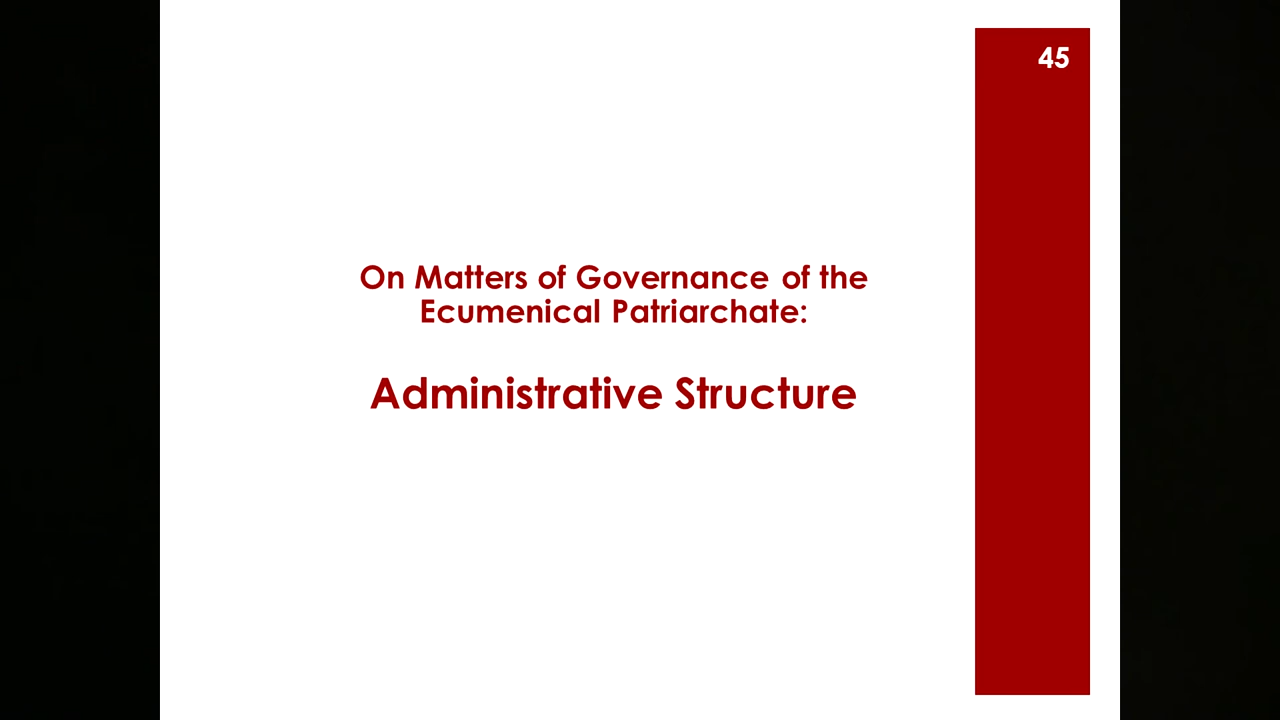 45
On Matters of Governance of the
Ecumenical Patriarchate:
Administrative Structure